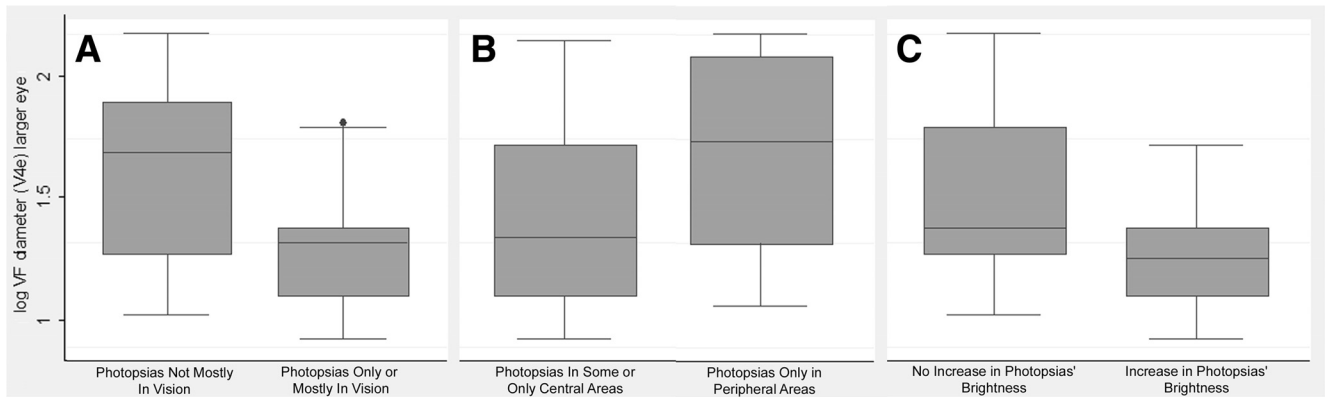 A
B
C
log VF diameter (V4e) larger eye
2
1.5
1
Photopsias Not Mostly
In Vision
Photopsias Only or
Mostly In Vision
Photopsias In Some or
Only Central Areas
Photopsias Only in
Peripheral Areas
No Increase in Photopsias'
Brightness
Increase in Photopsias'
Brightness